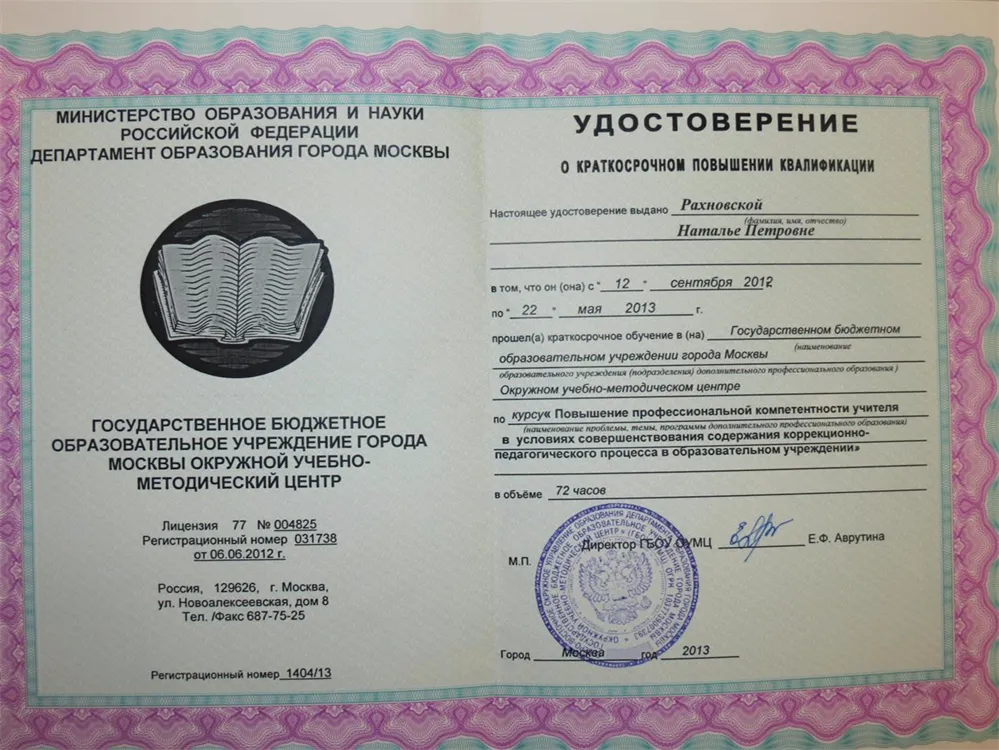 МИНИСТЕРСТВО ОБРАЗОВАНИЯ И НАУКИ
РОССИЙСКОЙ ФЕДЕРАЦИИ
ДЕПАРТАМЕНТ ОБРАЗОВАНИЯ ГОРОДА МОСКВЫ
ГОСУДАРСТВЕННОЕ БЮДЖЕТНОЕ
ОБРАЗОВАТЕЛЬНОЕ УЧРЕЖДЕНИЕ ГОРОДА
МОСКВЫ ОКРУЖНОЙ УЧЕБНО-
МЕТОДИЧЕСКИЙ ЦЕНТР
Лицензия 77 № 004825
Регистрационный номер 031738
от 06.06.2012 г.
Россия, 129626, г. Москва,
ул. Новоалексеевская, дом 8
Тел. /Факс 687-75-25
Регистрационный номер 1404/13
УДОСТОВЕРЕНИЕ
О КРАТКОСРОЧНОМ ПОВЫШЕНИИ КВАЛИФИКАЦИИ
Настоящее удостоверение выдано Рахновской
(фамилия, имя, отчество)
Наталье Петровне
в том, что он (она) с " 12 " сентября 2012 г.
по " 22 " мая 2013 г.
прошел(а) краткосрочное обучение в (на) Государственном бюджетном
(наименование
образовательном учреждении города Москвы
образовательного учреждения (подразделения) дополнительного профессионального образования )
Окружном учебно-методическом центре
по курсу« Повышение профессиональной компетентности учителя
(наименование проблемы, темы, программы дополнительного профессионального образования)
в условиях совершенствования содержания коррекционно-
педагогического процесса в образовательном учреждении»
в объёме 72 часов
Директор ГБОУ ОУМЦ Е.Ф. Аврутина
М.П.
Город Москва год 2013